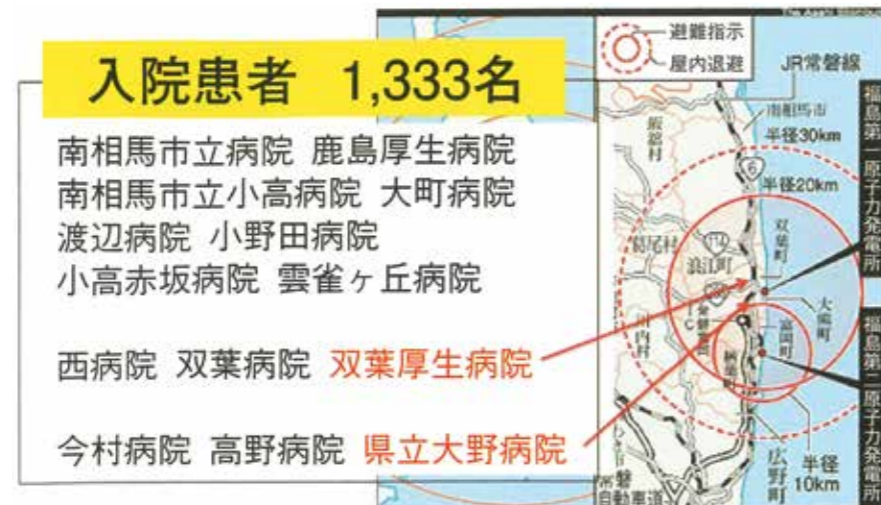 入院患者 1,333名
南相馬市立病院 鹿島厚生病院
南相馬市立小高病院 大町病院
渡辺病院 小野田病院
小高赤坂病院 雲雀ヶ丘病院
西病院 双葉病院 双葉厚生病院
今村病院 高野病院 県立大野病院
避難指示
屋内退避
JR常磐線
南相馬市
半径30km
飯舘村
6
半径20km
双葉町
114
葛尾村
浪江町
大熊町
川内村
富岡町
楢葉町
広野町
半径
10km
常磐
自動車道
福島第一原子力発電所
福島第二原子力発電所